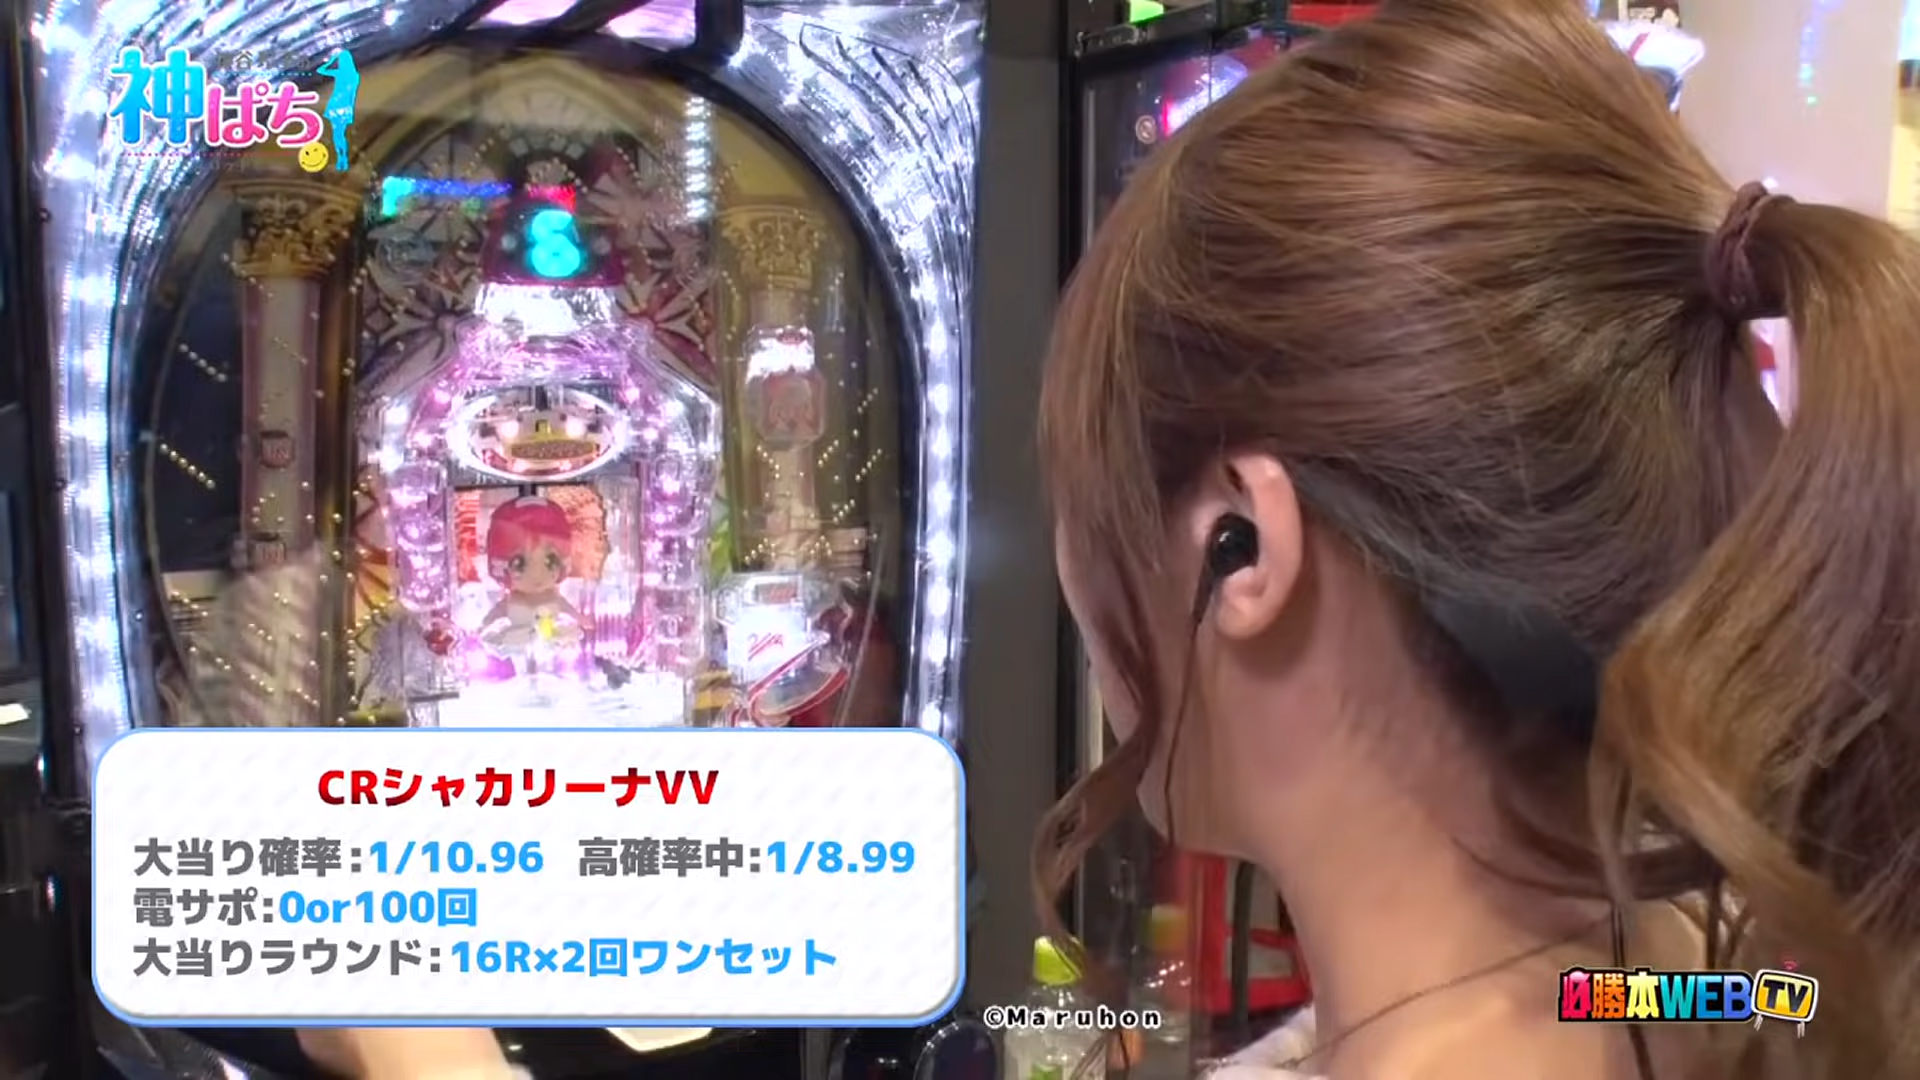 神ぱち
8
CRシャカリーナVV
大当り確率:1/10.96 高確率中:1/8.99
電サポ:0or100回
大当りラウンド:16R×2回ワンセット
©Maruhon
必勝本WEBTV